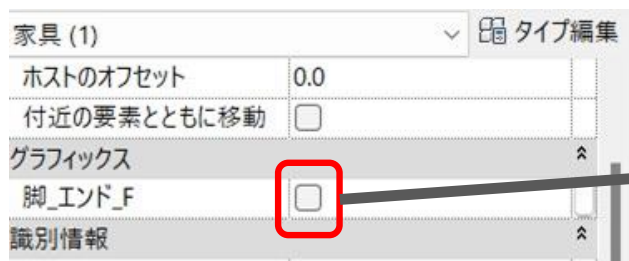 家具 (1) タイプ編集
ホストのオフセット 0.0
付近の要素とともに移動
グラフィックス
脚_エンド_F
識別情報